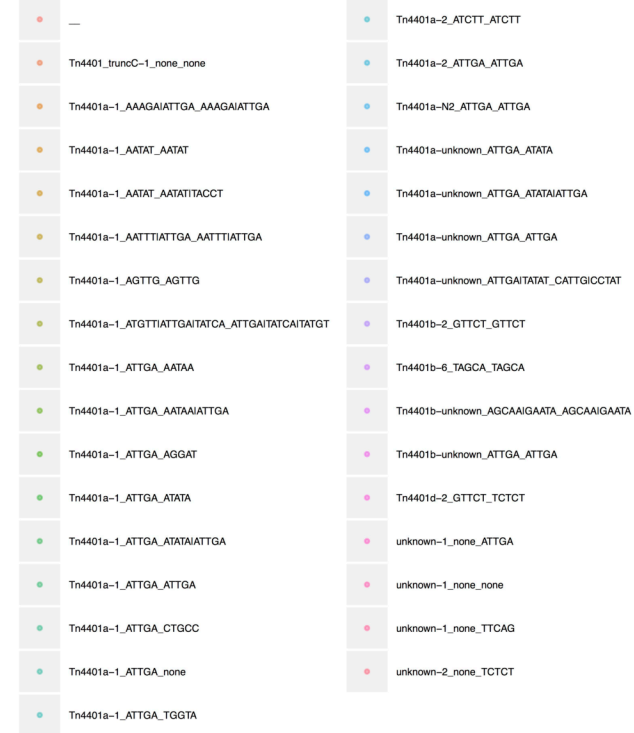 __
Tn4401_truncC-1_none_none
Tn4401a-1_AAAGA|ATTGA_AAAGA|ATTGA
Tn4401a-1_AATAT_AATAT
Tn4401a-1_AATAT_AATAT|TACCT
Tn4401a-1_AATTT|ATTGA_AATTT|ATTGA
Tn4401a-1_AGTTG_AGTTG
Tn4401a-1_ATGTT|ATTGA|TATCA_ATTGA|TATCA|TATGT
Tn4401a-1_ATTGA_AATAA
Tn4401a-1_ATTGA_AATAA|ATTGA
Tn4401a-1_ATTGA_AGGAT
Tn4401a-1_ATTGA_ATATA
Tn4401a-1_ATTGA_ATATA|ATTGA
Tn4401a-1_ATTGA_ATTGA
Tn4401a-1_ATTGA_CTGCC
Tn4401a-1_ATTGA_none
Tn4401a-1_ATTGA_TGGTA
Tn4401a-2_ATCTT_ATCTT
Tn4401a-2_ATTGA_ATTGA
Tn4401a-N2_ATTGA_ATTGA
Tn4401a-unknown_ATTGA_ATATA
Tn4401a-unknown_ATTGA_ATATA|ATTGA
Tn4401a-unknown_ATTGA_ATTGA
Tn4401a-unknown_ATTGA|TATAT_CATTG|CCTAT
Tn4401b-2_GTTCT_GTTCT
Tn4401b-6_TAGCA_TAGCA
Tn4401b-unknown_AGCAA|GAATA_AGCAA|GAATA
Tn4401b-unknown_ATTGA_ATTGA
Tn4401d-2_GTTCT_TCTCT
unknown-1_none_ATTGA
unknown-1_none_none
unknown-1_none_TTCAG
unknown-2_none_TCTCT